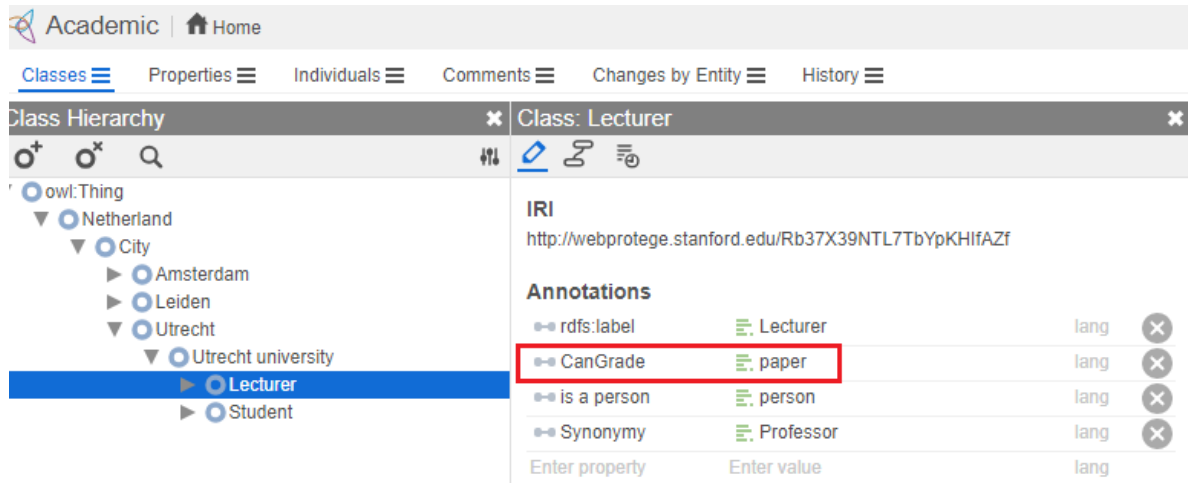 Academic | Home
Classes Properties Individuals Comments Changes by Entity History
Class Hierarchy
owl:Thing
Netherland
City
Amsterdam
Leiden
Utrecht
Utrecht university
Lecturer
Student
Class: Lecturer
IRI
http://webprotege.stanford.edu/Rb37X39NTL7TbYpKHIfAZf
Annotations
rdfs:label Lecturer lang
CanGrade paper lang
is a person person lang
Synonymy Professor lang
Enter property Enter value lang